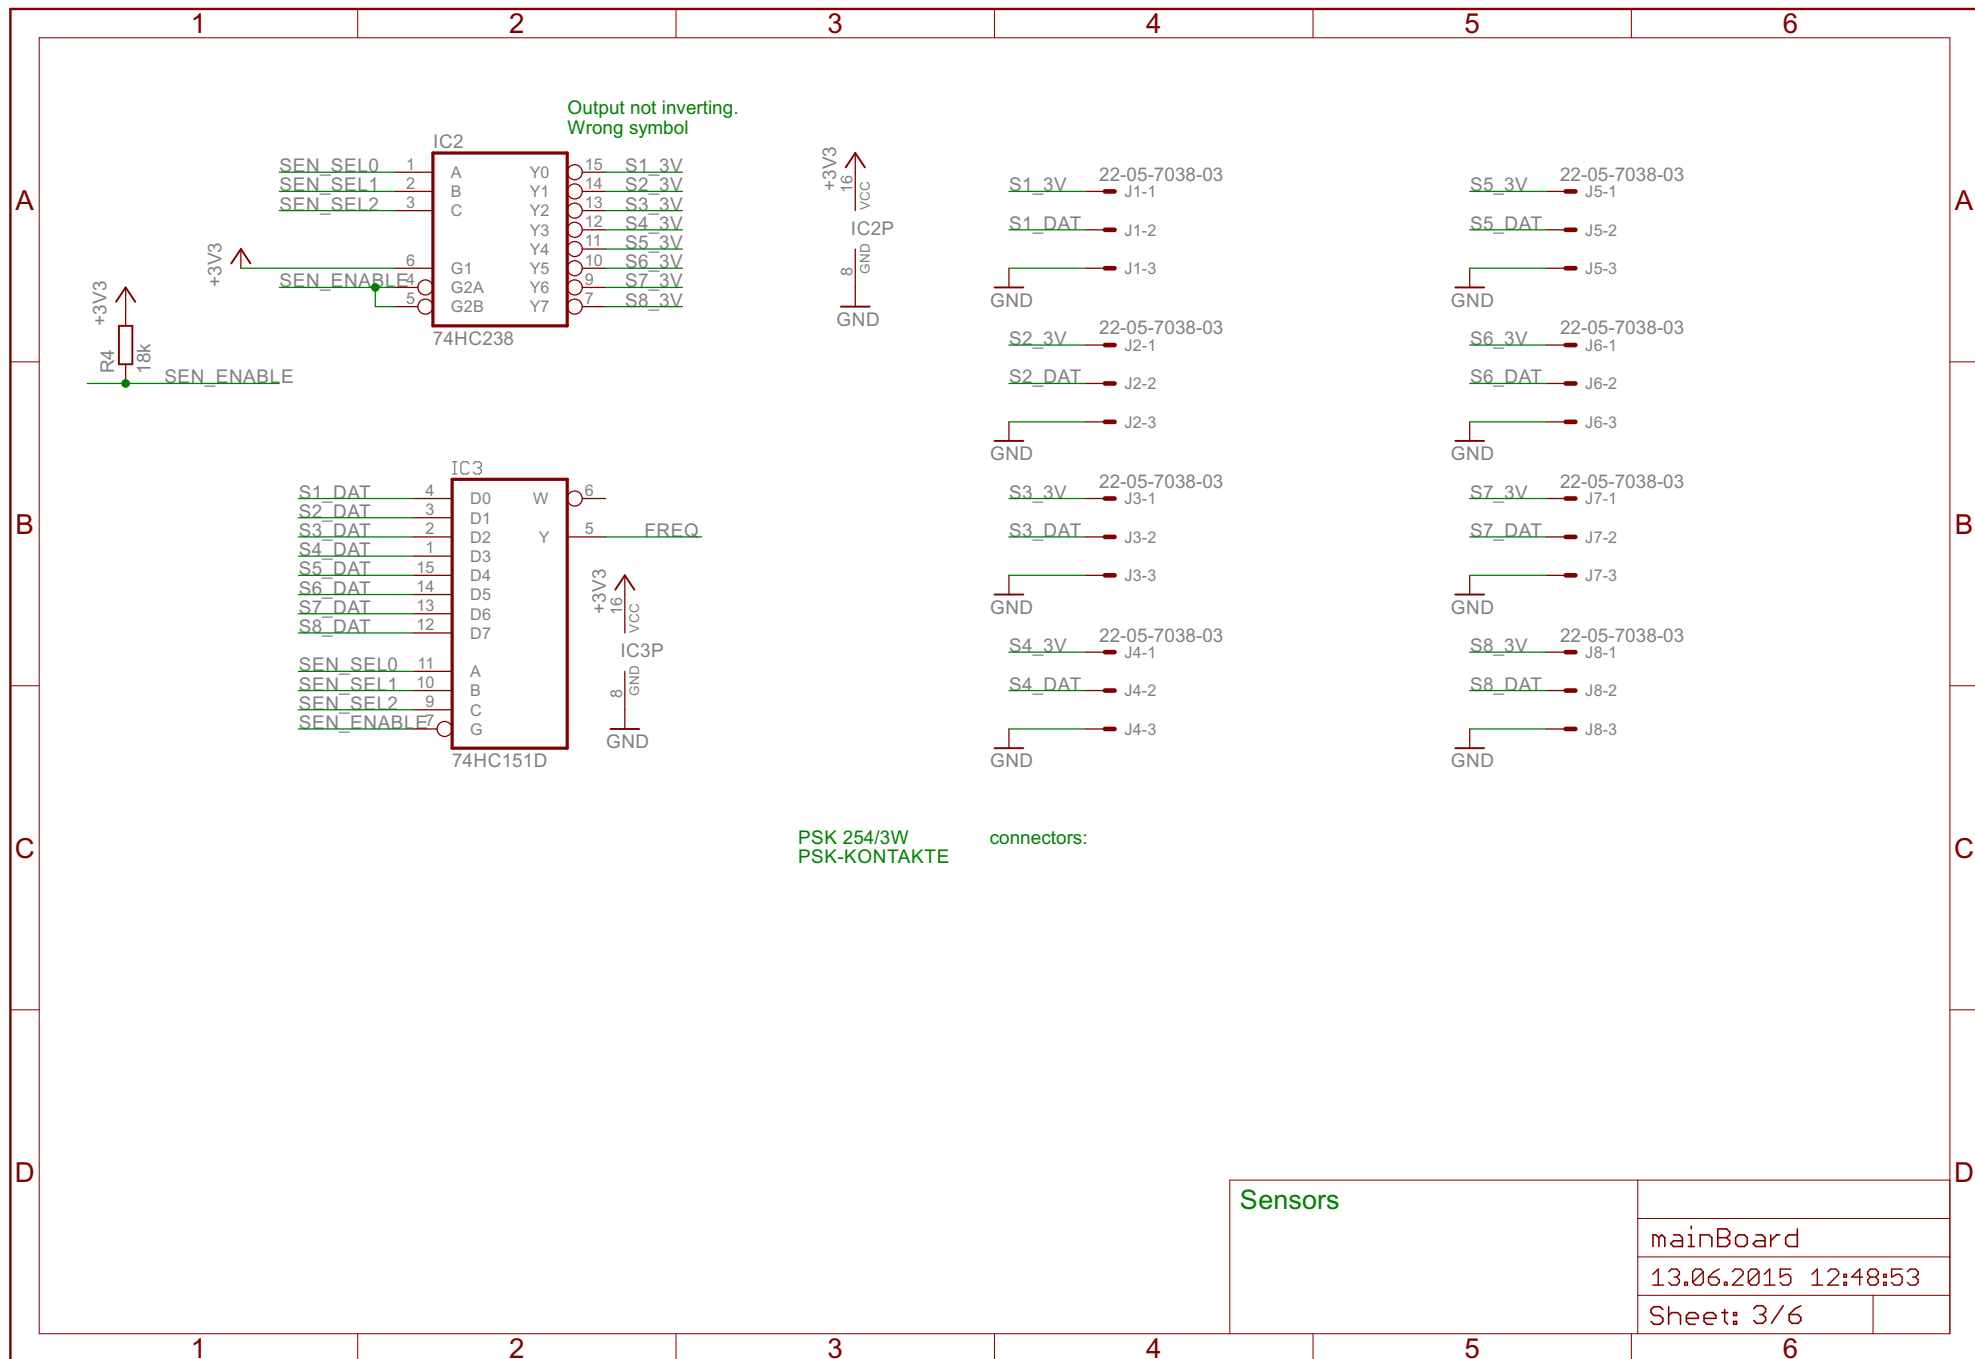 1 2 3 4 5 6
A A
B B
C C
D D
1 2 3 4 5 6
Output not inverting.
Wrong symbol
IC2
SEN_SEL0 1 A Y0 15 S1_3V
SEN_SEL1 2 B Y1 14 S2_3V
SEN_SEL2 3 C Y2 13 S3_3V
Y3 12 S4_3V
Y4 11 S5_3V
+3V3 6 G1 Y5 10 S6_3V
SEN_ENABLE 4 G2A Y6 9 S7_3V
5 G2B Y7 7 S8_3V
74HC238
+3V3
R4
18k
SEN_ENABLE
+3V3
16
VCC
IC2P
8
GND
GND
IC3
S1_DAT 4 D0 W 6
S2_DAT 3 D1
S3_DAT 2 D2 Y 5 FREQ
S4_DAT 1 D3
S5_DAT 15 D4
S6_DAT 14 D5
S7_DAT 13 D6
S8_DAT 12 D7
SEN_SEL0 11 A
SEN_SEL1 10 B
SEN_SEL2 9 C
SEN_ENABLE 7 G
74HC151D
+3V3
16
VCC
IC3P
8
GND
GND
22-05-7038-03
S1_3V J1-1
S1_DAT J1-2
J1-3
GND
22-05-7038-03
S2_3V J2-1
S2_DAT J2-2
J2-3
GND
22-05-7038-03
S3_3V J3-1
S3_DAT J3-2
J3-3
GND
22-05-7038-03
S4_3V J4-1
S4_DAT J4-2
J4-3
GND
22-05-7038-03
S5_3V J5-1
S5_DAT J5-2
J5-3
GND
22-05-7038-03
S6_3V J6-1
S6_DAT J6-2
J6-3
GND
22-05-7038-03
S7_3V J7-1
S7_DAT J7-2
J7-3
GND
22-05-7038-03
S8_3V J8-1
S8_DAT J8-2
J8-3
GND
PSK 254/3W connectors:
PSK-KONTAKTE
Sensors
mainBoard
13.06.2015 12:48:53
Sheet: 3/6